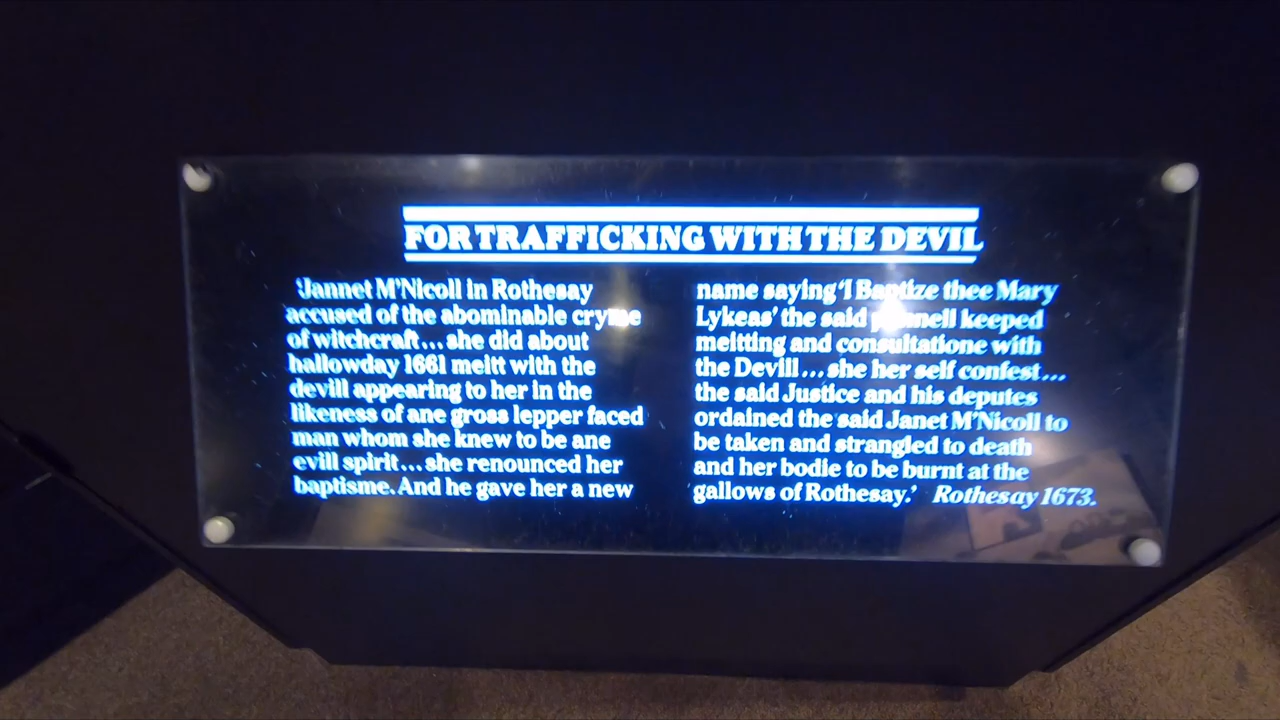 FOR TRAFFICKING WITH THE DEVIL
'Jannet M'Nicoll in Rothesay
accused of the abominable cryme
of witchcraft... she did about
hallowday 1661 meitt with the
devill appearing to her in the
likeness of ane gross lepper faced
man whom she knew to be ane
evill spirit... she renounced her
baptisme. And he gave her a new
name saying 'I Baptize thee Mary
Lykeas' the said keeped
meitting and consultatione with
the Devill... she her self confest...
the said Justice and his deputes
ordained the said Janet M'Nicoll to
be taken and strangled to death
and her bodie to be burnt at the
gallows of Rothesay.' Rothesay 1673.